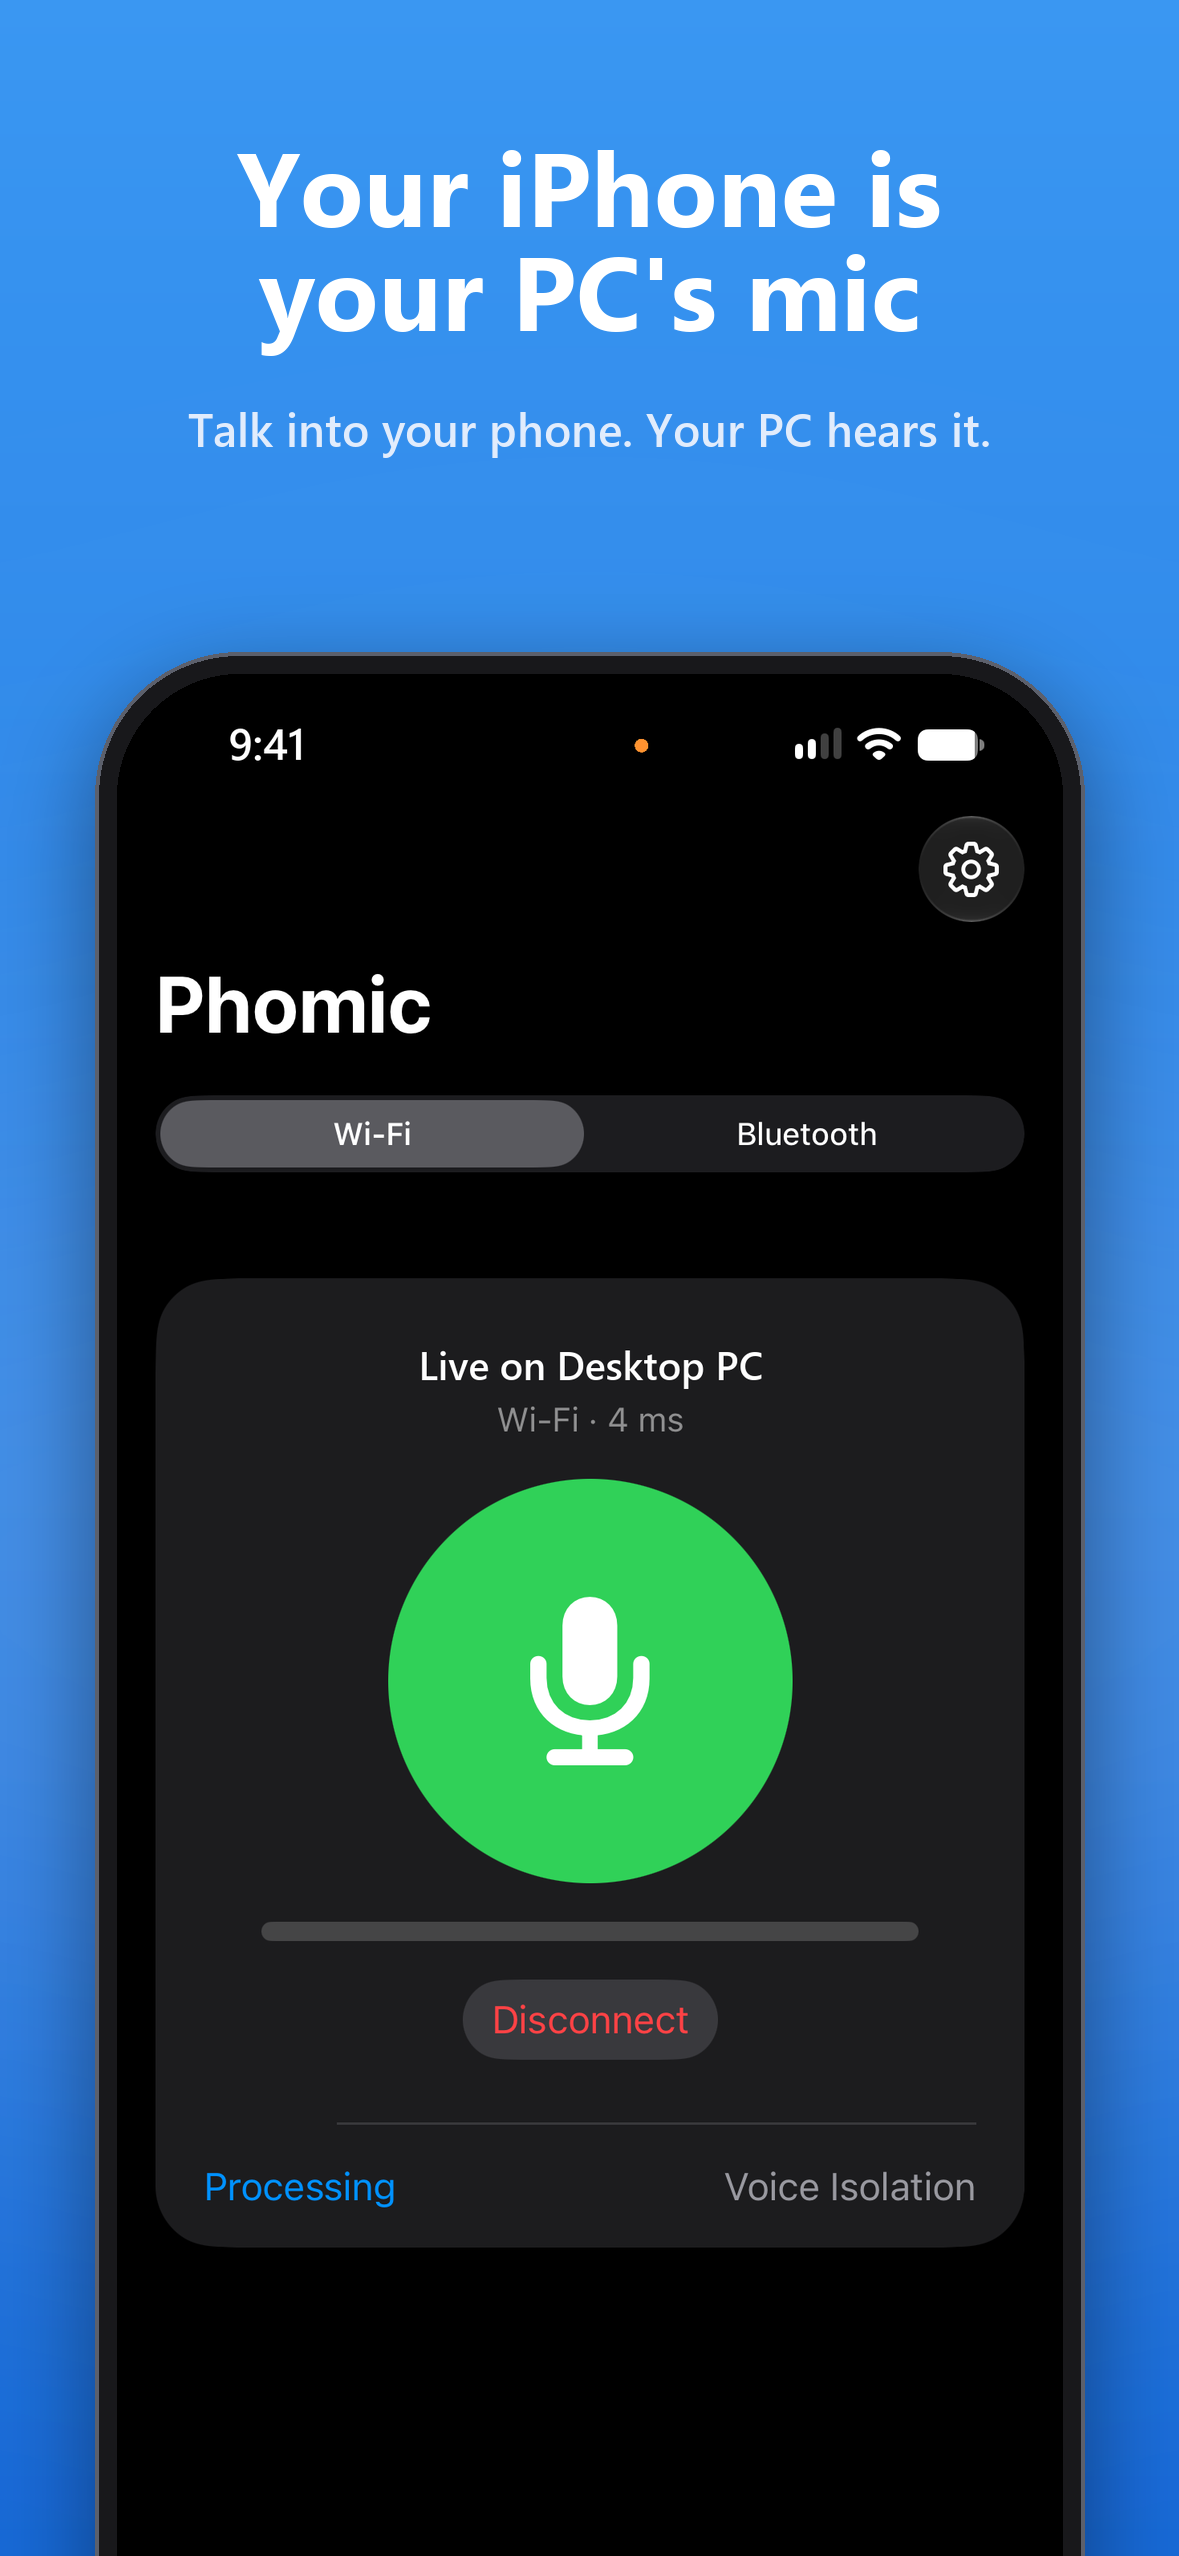 Your iPhone is
your PC's mic
Talk into your phone. Your PC hears it.
9:41
Phomic
Wi-Fi
Bluetooth
Live on Desktop PC
Wi-Fi · 4 ms
Disconnect
Processing
Voice Isolation